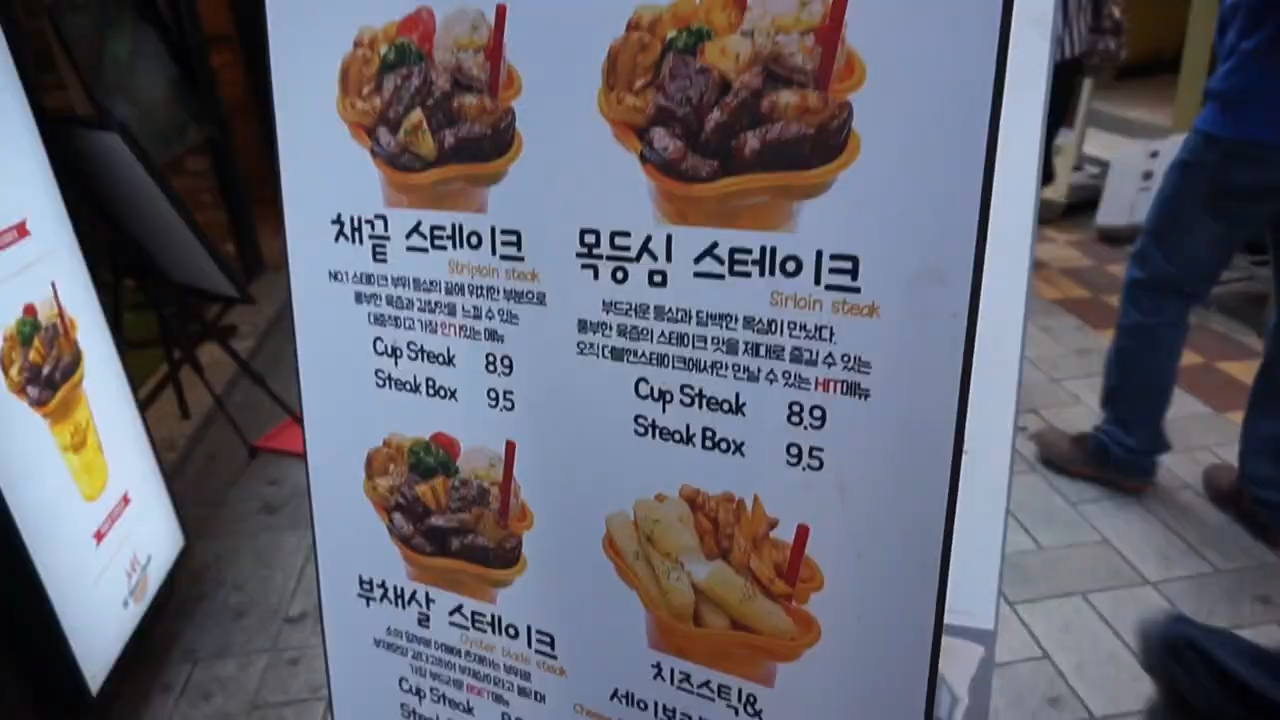 채끝 스테이크
Striploin steak
NO.1 스테이크 부위 등심의 끝에 위치한 부분으로
풍부한 육즙과 감칠맛을 느낄 수 있는
대중적이고 가장 인기있는 메뉴
Cup Steak 8.9
Steak Box 9.5
목등심 스테이크
Sirloin steak
부드러운 등심과 담백한 목심이 만났다.
풍부한 육즙의 스테이크 맛을 제대로 즐길 수 있는
오직 더블앤스테이크에서만 만날 수 있는 HIT메뉴
Cup Steak 8.9
Steak Box 9.5
부채살 스테이크
Oyster blade steak
가장 부드러운
Cup Steak
치즈스틱&